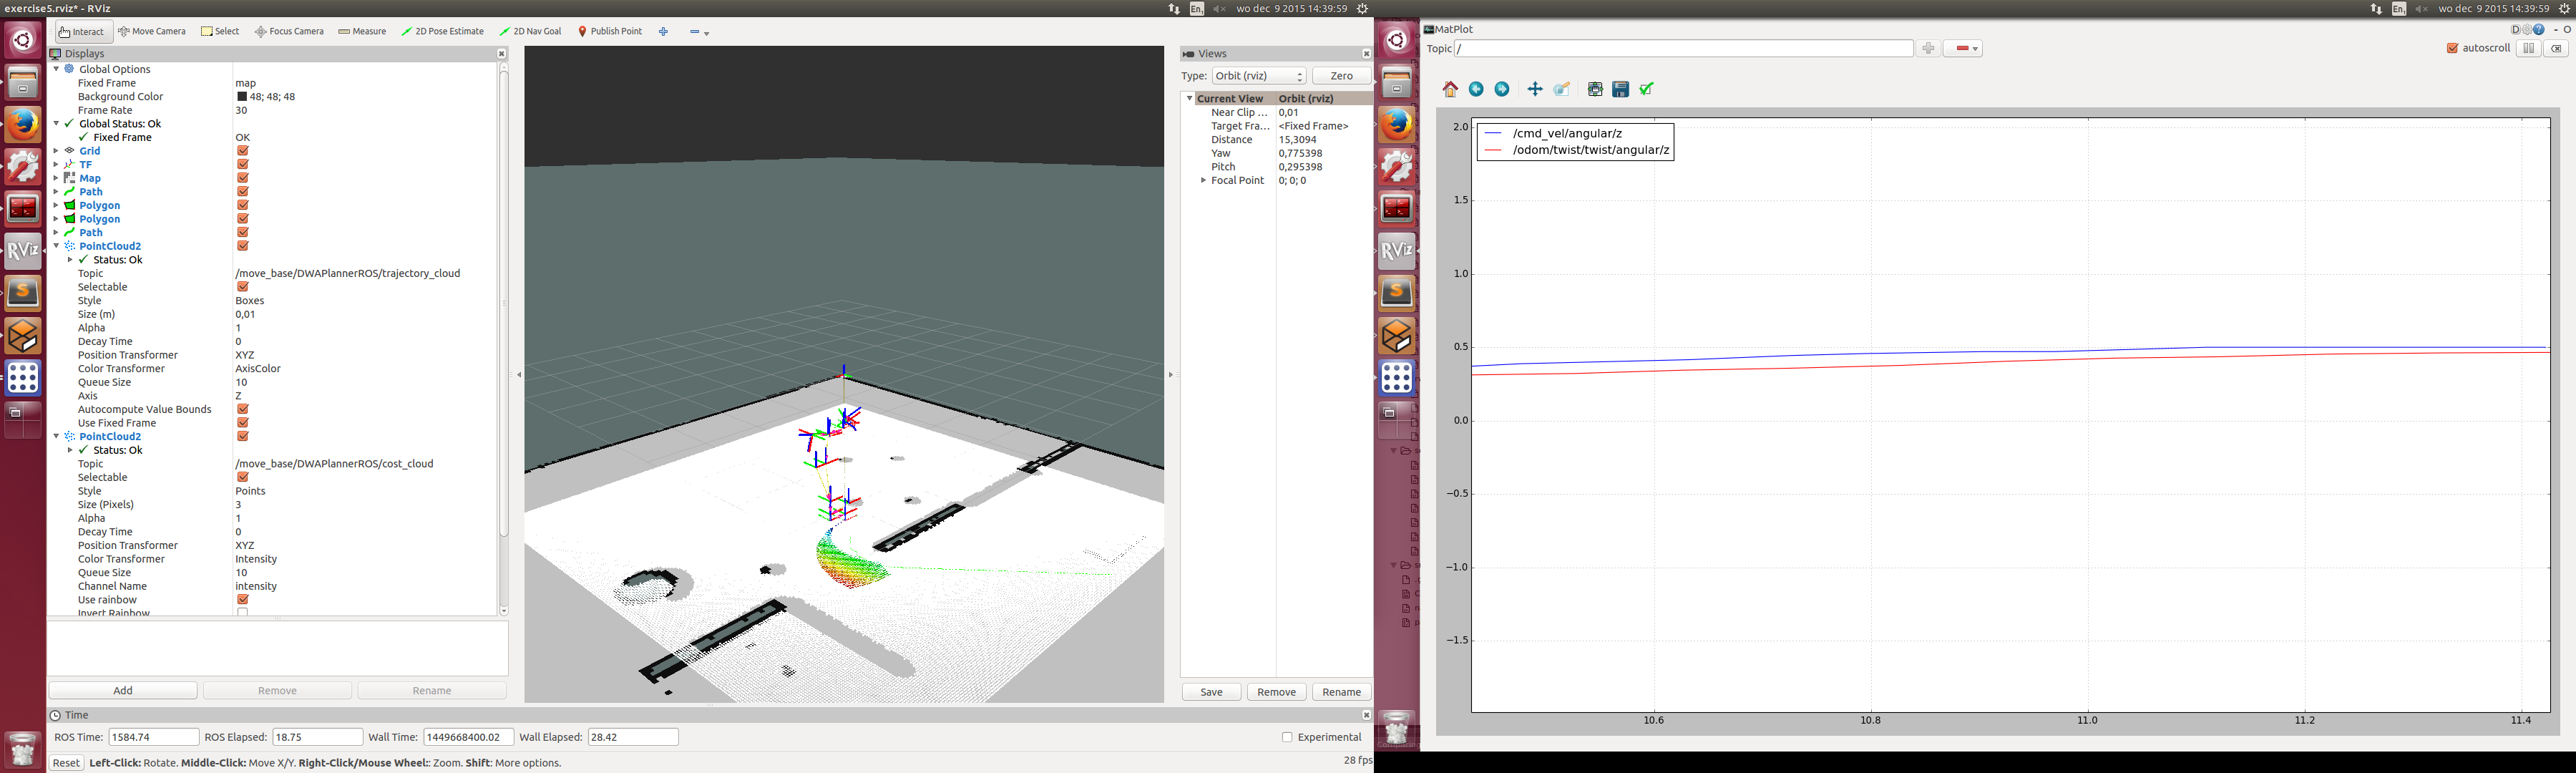 exercise5.rviz* - RViz
En
wo dec 9 2015 14:39:59
En
wo dec 9 2015 14:39:59
Interact
Move Camera
Select
Focus Camera
Measure
2D Pose Estimate
2D Nav Goal
Publish Point
Displays
Global Options
Fixed Frame map
Background Color 48; 48; 48
Frame Rate 30
Global Status: Ok
Fixed Frame OK
Grid
TF
Map
Path
Polygon
Polygon
Path
PointCloud2
Status: Ok
Topic /move_base/DWAPlannerROS/trajectory_cloud
Selectable
Style Boxes
Size (m) 0,01
Alpha 1
Decay Time 0
Position Transformer XYZ
Color Transformer AxisColor
Queue Size 10
Axis Z
Autocompute Value Bounds
Use Fixed Frame
PointCloud2
Status: Ok
Topic /move_base/DWAPlannerROS/cost_cloud
Selectable
Style Points
Size (Pixels) 3
Alpha 1
Decay Time 0
Position Transformer XYZ
Color Transformer Intensity
Queue Size 10
Channel Name intensity
Use rainbow
Invert Rainbow
Add Remove Rename
Views
Type: Orbit (rviz) Zero
Current View Orbit (rviz)
Near Clip ... 0,01
Target Fra... <Fixed Frame>
Distance 15,3094
Yaw 0,775398
Pitch 0,295398
Focal Point 0; 0; 0
Save Remove Rename
Time
ROS Time: 1584.74 ROS Elapsed: 18.75 Wall Time: 1449668400.02 Wall Elapsed: 28.42 Experimental
Reset Left-Click: Rotate. Middle-Click: Move X/Y. Right-Click/Mouse Wheel:: Zoom. Shift: More options. 28 fps
RViz
S
RViz
S
MatPlot
D
- O
Topic / autoscroll
/cmd_vel/angular/z
/odom/twist/twist/angular/z
2.0
1.5
1.0
0.5
0.0
−0.5
−1.0
−1.5
10.6 10.8 11.0 11.2 11.4